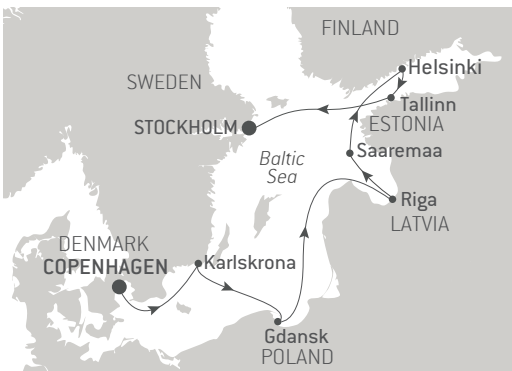 FINLAND
Helsinki
SWEDEN
Tallinn
STOCKHOLM
ESTONIA
Saaremaa
Baltic
Sea
Riga
LATVIA
DENMARK
COPENHAGEN
Karlskrona
Gdansk
POLAND